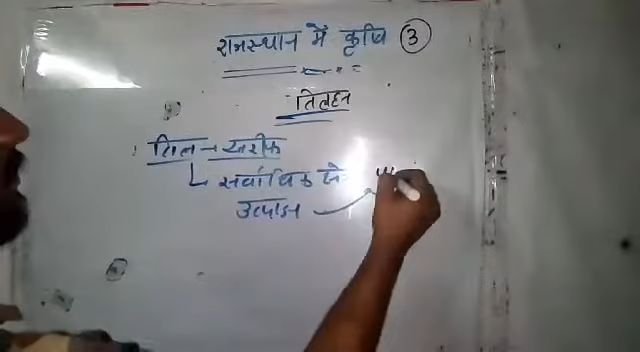 राजस्थान में कृषि 3
तिलहन
तिल → खरीफ
सर्वाधिक
उत्पादन